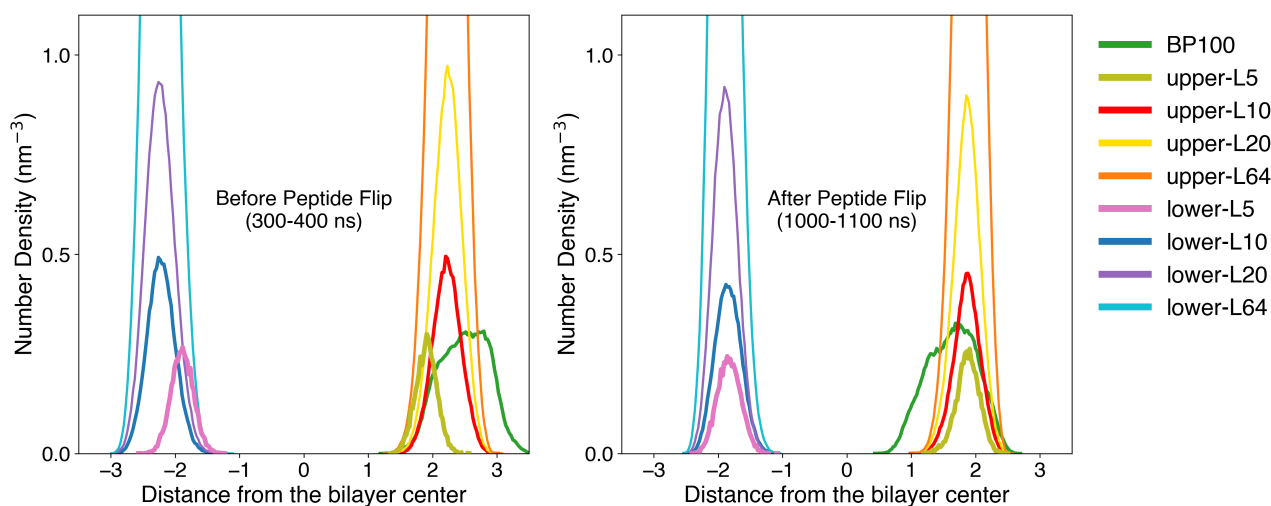 Number Density (nm⁻³)
1.0
0.5
0.0
Before Peptide Flip
(300-400 ns)
−3 −2 −1 0 1 2 3
Distance from the bilayer center
Number Density (nm⁻³)
1.0
0.5
0.0
After Peptide Flip
(1000-1100 ns)
−3 −2 −1 0 1 2 3
Distance from the bilayer center
BP100
upper-L5
upper-L10
upper-L20
upper-L64
lower-L5
lower-L10
lower-L20
lower-L64